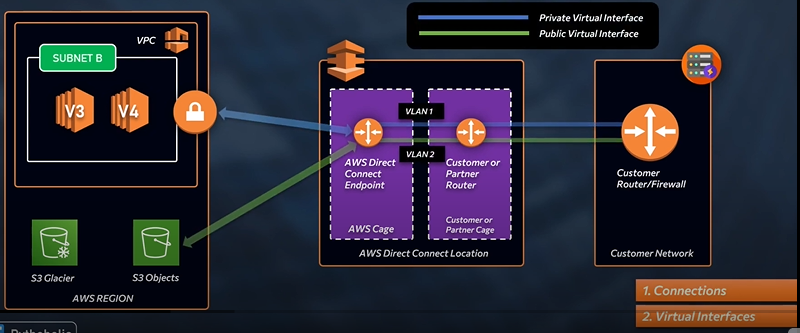 Private Virtual Interface
Public Virtual Interface
VPC
SUBNET B
V3
V4
VLAN 1
VLAN 2
AWS Direct
Connect
Endpoint
AWS Cage
Customer or
Partner
Router
Customer or
Partner Cage
AWS Direct Connect Location
Customer
Router/Firewall
Customer Network
S3 Glacier
S3 Objects
AWS REGION
1. Connections
2. Virtual Interfaces